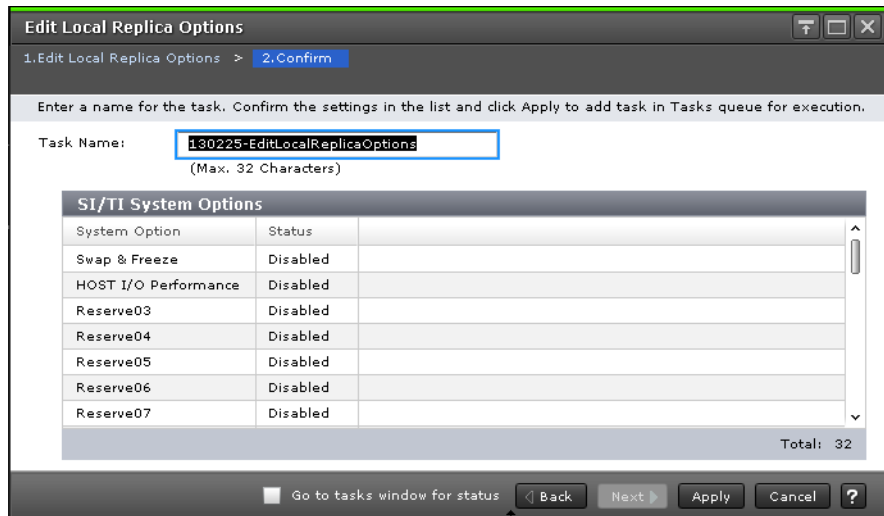 Edit Local Replica Options
1.Edit Local Replica Options > 2.Confirm
Enter a name for the task. Confirm the settings in the list and click Apply to add task in Tasks queue for execution.
Task Name: 130225-EditLocalReplicaOptions
(Max. 32 Characters)
SI/TI System Options
System Option Status
Swap & Freeze Disabled
HOST I/O Performance Disabled
Reserve03 Disabled
Reserve04 Disabled
Reserve05 Disabled
Reserve06 Disabled
Reserve07 Disabled
Total: 32
Go to tasks window for status Back Next Apply Cancel ?